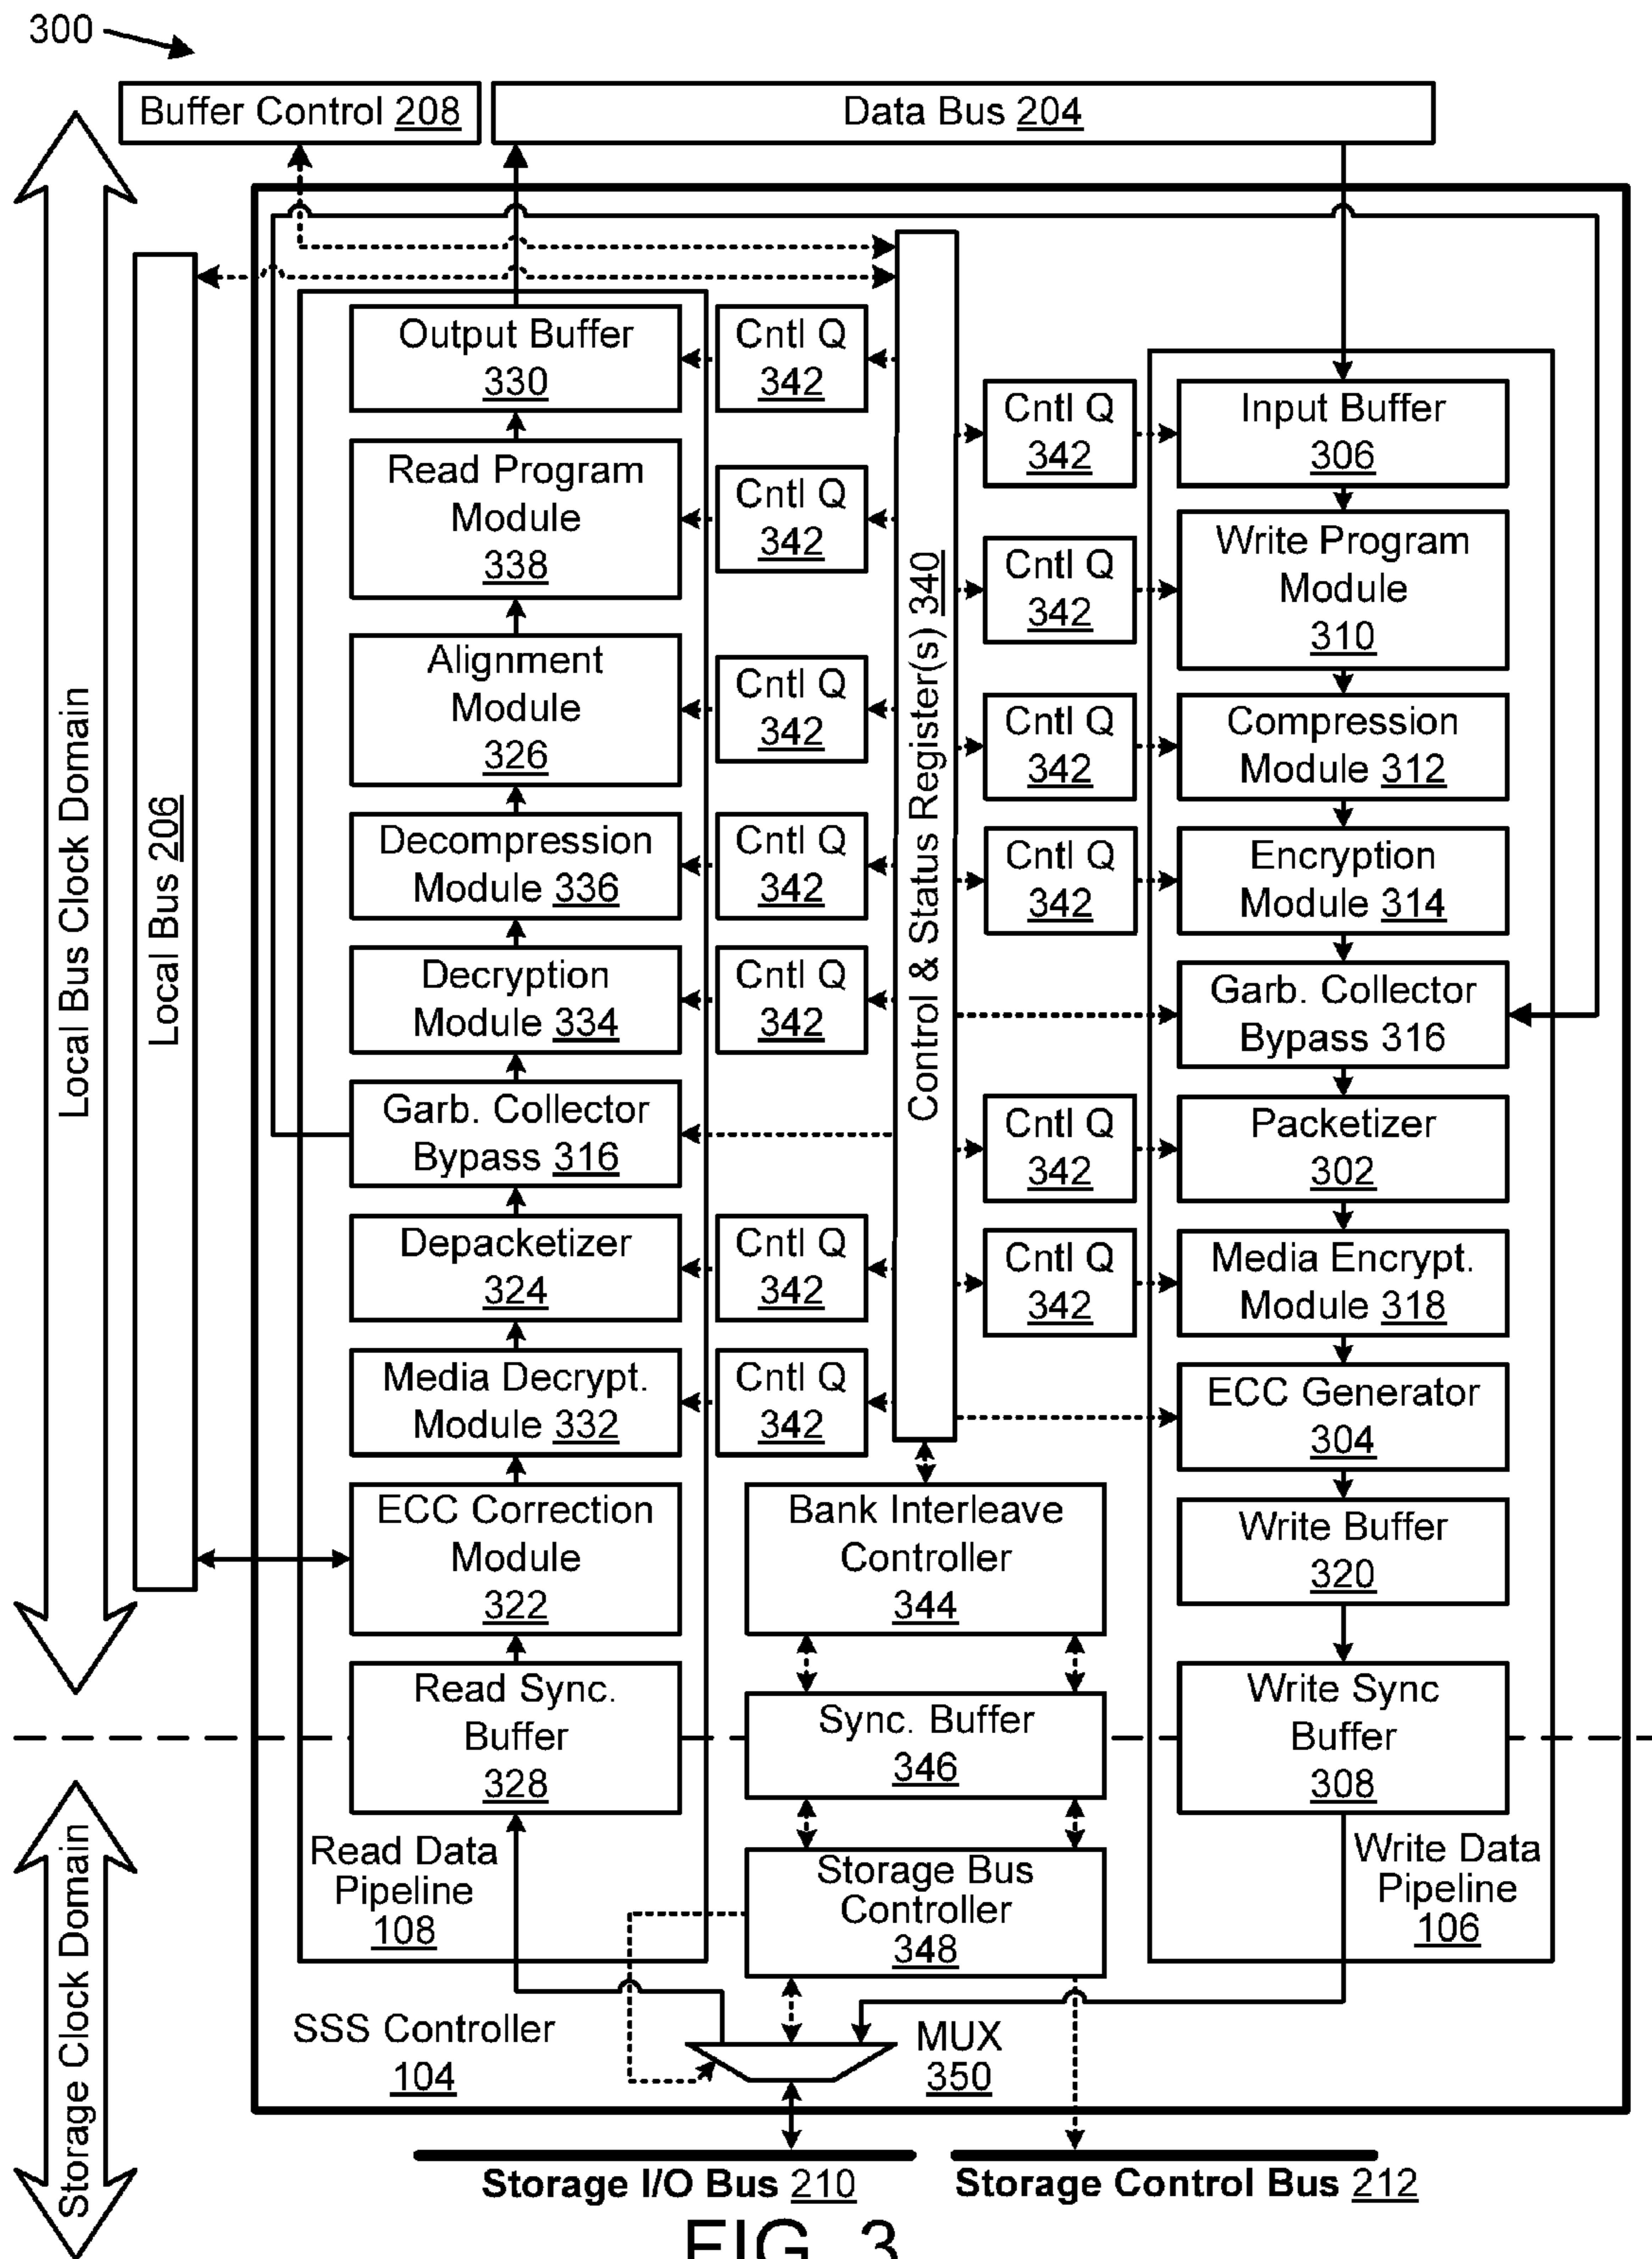 300
Buffer Control 208
Data Bus 204
Local Bus Clock Domain
Local Bus 206
Output Buffer
330
Cntl Q
342
Read Program
Module
338
Cntl Q
342
Alignment
Module
326
Cntl Q
342
Decompression
Module 336
Cntl Q
342
Decryption
Module 334
Cntl Q
342
Garb. Collector
Bypass 316
Depacketizer
324
Cntl Q
342
Media Decrypt.
Module 332
Cntl Q
342
ECC Correction
Module
322
Read Sync.
Buffer
328
Read Data
Pipeline
108
Control & Status Register(s) 340
Bank Interleave
Controller
344
Sync. Buffer
346
Storage Bus
Controller
348
Cntl Q
342
Input Buffer
306
Cntl Q
342
Write Program
Module
310
Cntl Q
342
Compression
Module 312
Cntl Q
342
Encryption
Module 314
Garb. Collector
Bypass 316
Cntl Q
342
Packetizer
302
Cntl Q
342
Media Encrypt.
Module 318
ECC Generator
304
Write Buffer
320
Write Sync
Buffer
308
Write Data
Pipeline
106
Storage Clock Domain
SSS Controller
104
MUX
350
Storage I/O Bus 210
Storage Control Bus 212
FIG. 3